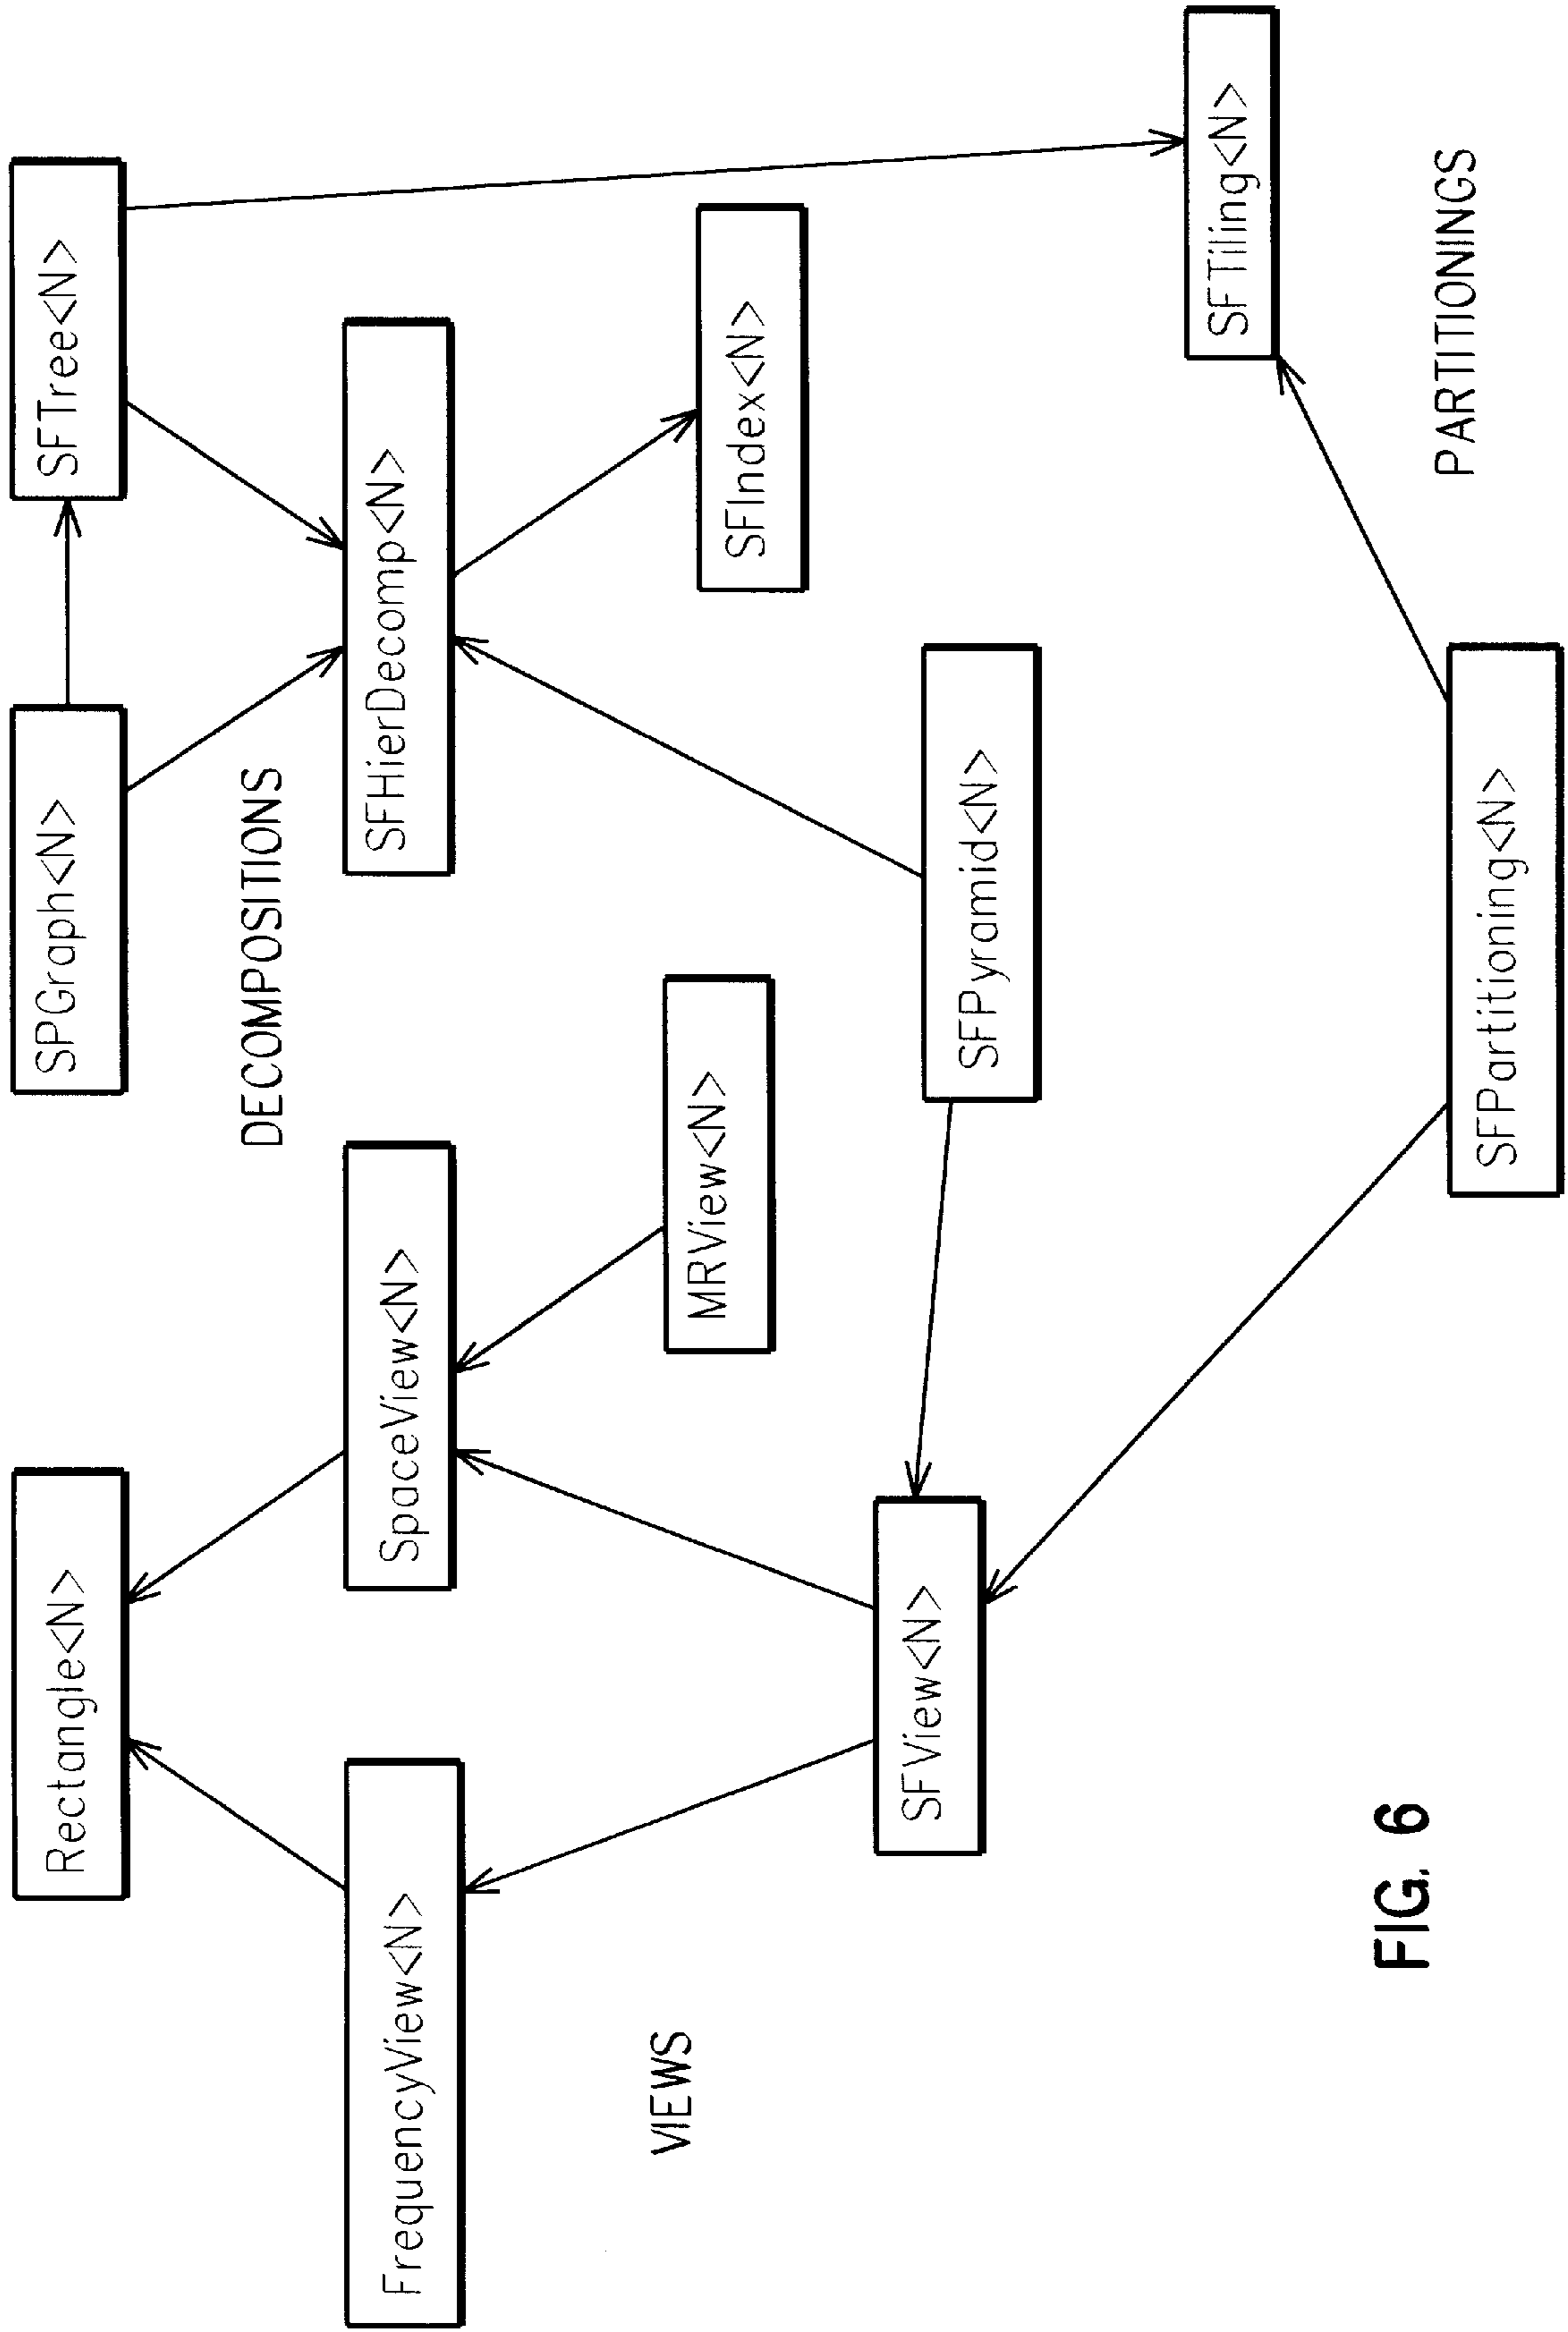 Rectangle<N>
SPGraph<N>
SFTree<N>
DECOMPOSITIONS
FrequencyView<N>
SpaceView<N>
SFHierDecomp<N>
VIEWS
MRView<N>
SFIndex<N>
SFView<N>
SFPyramid<N>
SFTiling<N>
FIG. 6
PARTITIONINGS
SFPartitioning<N>